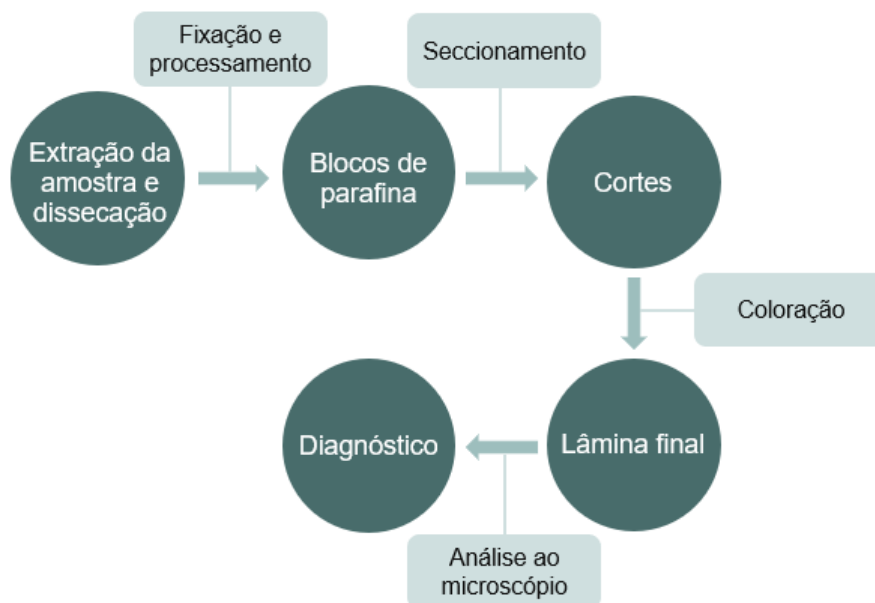 Fixação e
processamento
Seccionamento
Extração da
amostra e
dissecação
Blocos de
parafina
Cortes
Coloração
Diagnóstico
Lâmina final
Análise ao
microscópio